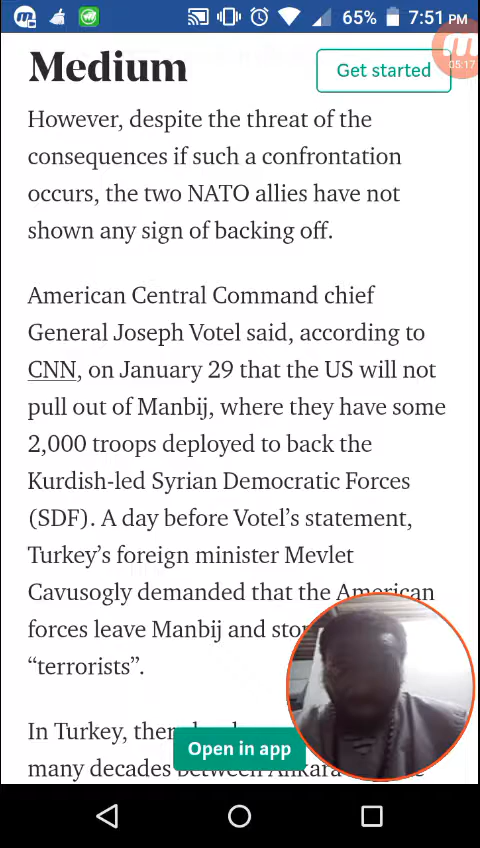 65% 7:51 PM
Medium
Get started
05:17
However, despite the threat of the
consequences if such a confrontation
occurs, the two NATO allies have not
shown any sign of backing off.
American Central Command chief
General Joseph Votel said, according to
CNN, on January 29 that the US will not
pull out of Manbij, where they have some
2,000 troops deployed to back the
Kurdish-led Syrian Democratic Forces
(SDF). A day before Votel’s statement,
Turkey’s foreign minister Mevlet
Cavusogly demanded that the American
forces leave Manbij and
“terrorists”.
In Turkey,
Open in app
many decades between Ankara